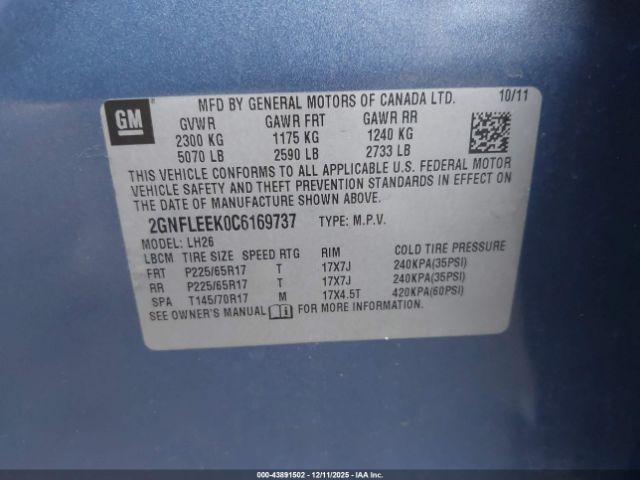 GM
MFD BY GENERAL MOTORS OF CANADA LTD. 10/11
GVWR GAWR FRT GAWR RR
2300 KG 1175 KG 1240 KG
5070 LB 2590 LB 2733 LB
THIS VEHICLE CONFORMS TO ALL APPLICABLE U.S. FEDERAL MOTOR
VEHICLE SAFETY AND THEFT PREVENTION STANDARDS IN EFFECT ON
THE DATE OF MANUFACTURE SHOWN ABOVE.
2GNFLEEK0C6169737 TYPE: M.P.V.
MODEL: LH26
LBCM TIRE SIZE SPEED RTG RIM COLD TIRE PRESSURE
FRT P225/65R17 T 17X7J 240KPA(35PSI)
RR P225/65R17 T 17X7J 240KPA(35PSI)
SPA T145/70R17 M 17X4.5T 420KPA(60PSI)
SEE OWNER'S MANUAL FOR MORE INFORMATION.
000-43891502 - 12/11/2025 - IAA Inc.